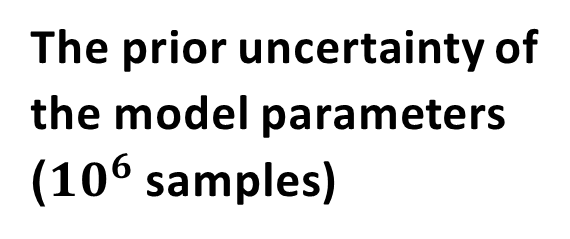 The prior uncertainty of
the model parameters
(10⁶ samples)